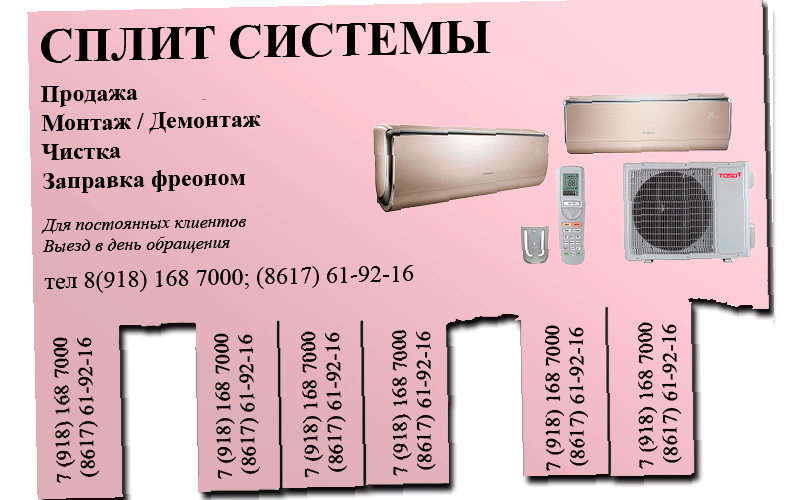 СПЛИТ СИСТЕМЫ
Продажа
Монтаж / Демонтаж
Чистка
Заправка фреоном
Для постоянных клиентов
Выезд в день обращения
тел 8(918) 168 7000; (8617) 61-92-16
TOSOT
7 (918) 168 7000
(8617) 61-92-16
7 (918) 168 7000
(8617) 61-92-16
7 (918) 168 7000
(8617) 61-92-16
7 (918) 168 7000
(8617) 61-92-16
7 (918) 168 7000
(8617) 61-92-16
7 (918) 168 7000
(8617) 61-92-16